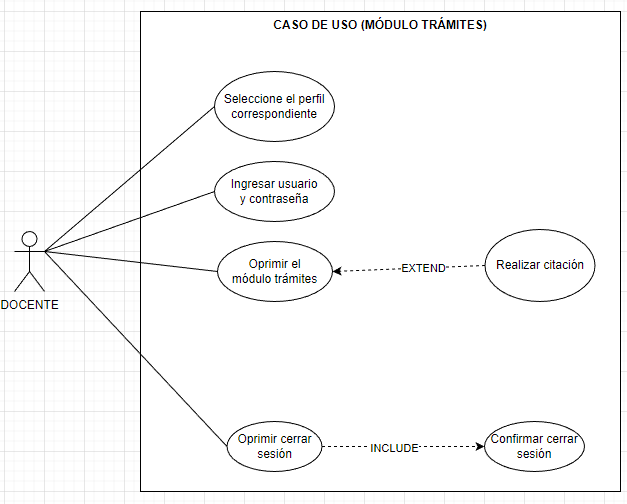 CASO DE USO (MÓDULO TRÁMITES)
Seleccione el perfil
correspondiente
Ingresar usuario
y contraseña
Oprimir el
módulo trámites
EXTEND
Realizar citación
DOCENTE
Oprimir cerrar
sesión
INCLUDE
Confirmar cerrar
sesión